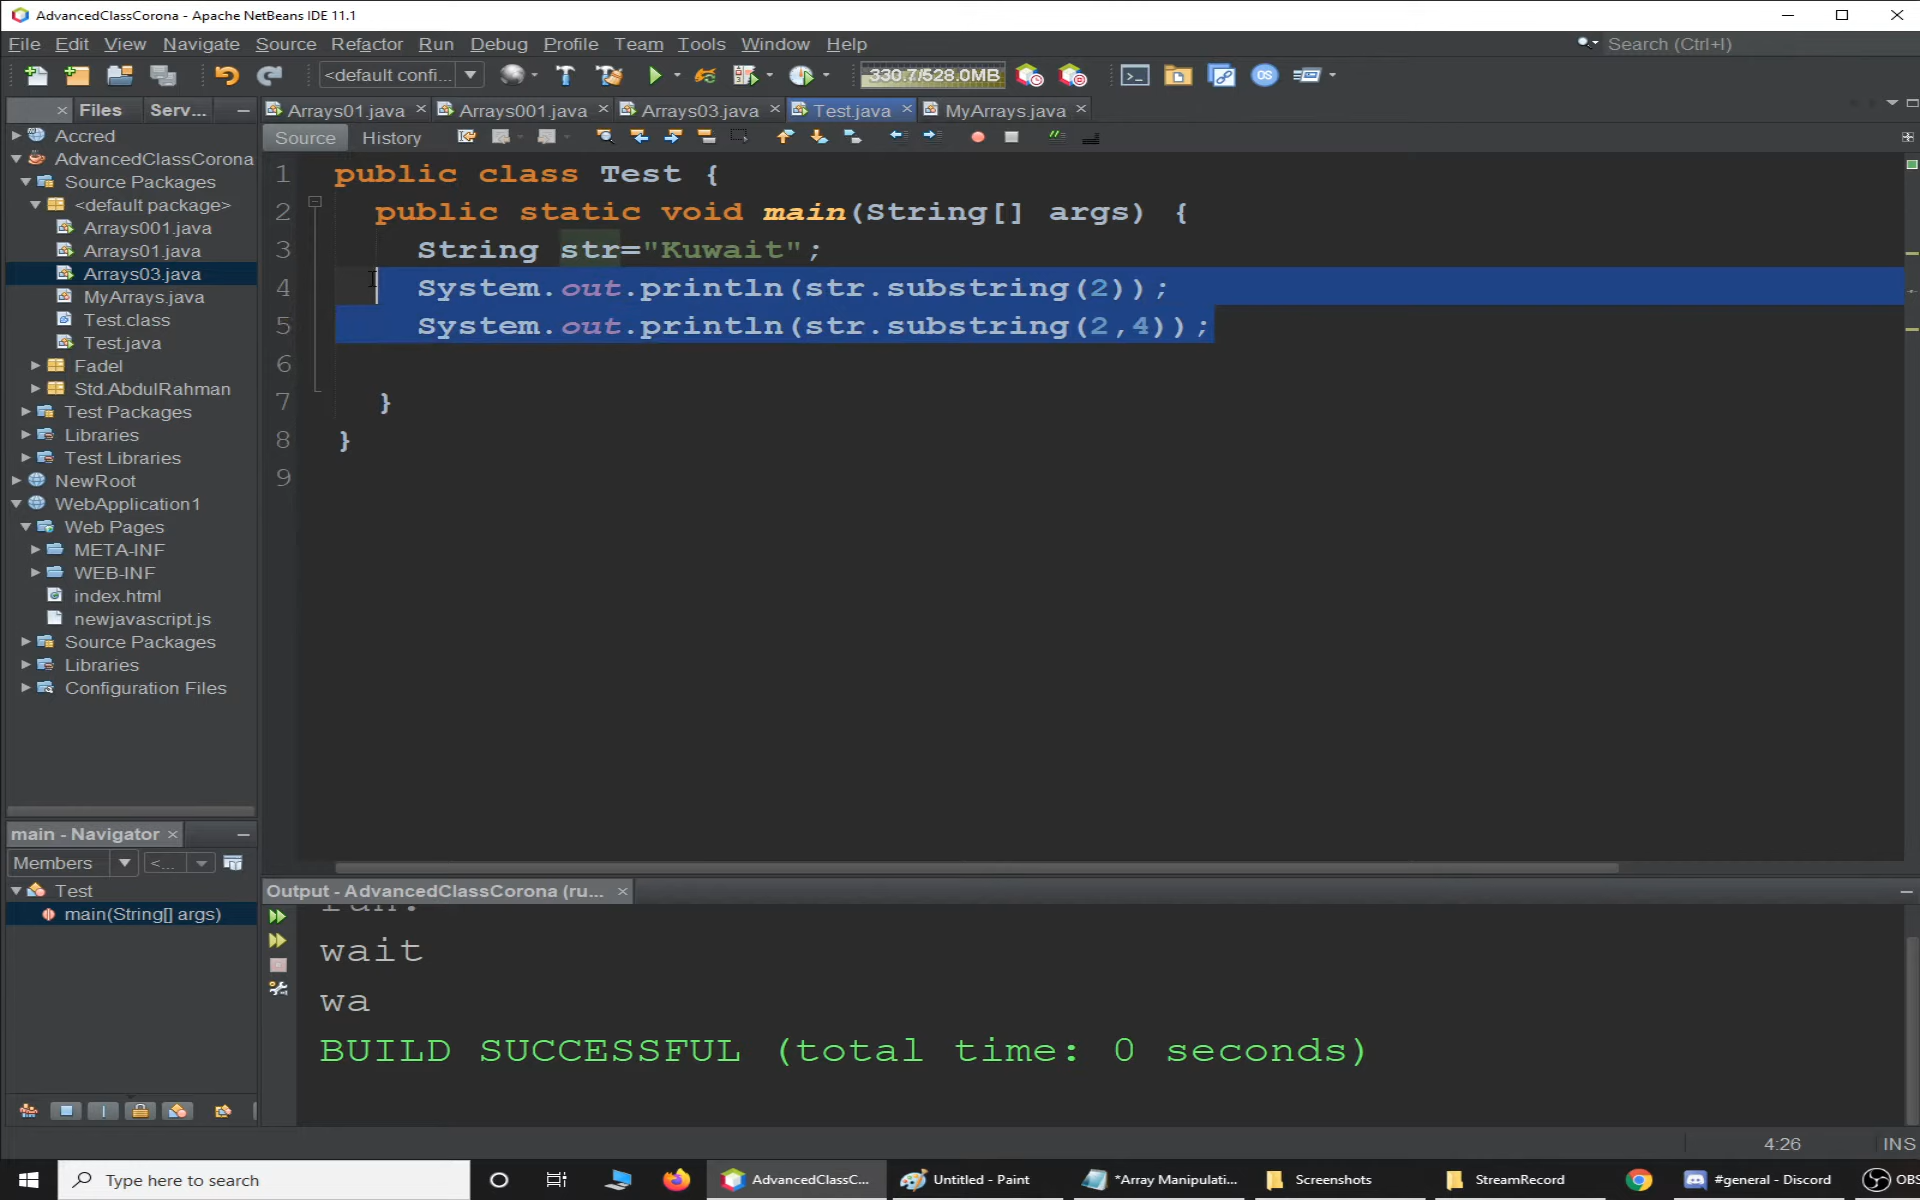 AdvancedClassCorona - Apache NetBeans IDE 11.1
File Edit View Navigate Source Refactor Run Debug Profile Team Tools Window Help
Search (Ctrl+I)
<default confi...
330.7/528.0MB
Files Serv...
Arrays01.java Arrays001.java Arrays03.java Test.java MyArrays.java
Source History
Accred
AdvancedClassCorona
Source Packages
<default package>
Arrays001.java
Arrays01.java
Arrays03.java
MyArrays.java
Test.class
Test.java
Fadel
Std.AbdulRahman
Test Packages
Libraries
Test Libraries
NewRoot
WebApplication1
Web Pages
META-INF
WEB-INF
index.html
newjavascript.js
Source Packages
Libraries
Configuration Files
1 public class Test {
2 public static void main(String[] args) {
3 String str="Kuwait";
4 System.out.println(str.substring(2));
5 System.out.println(str.substring(2,4));
6
7 }
8 }
9
main - Navigator
Members <...
Test
main(String[] args)
Output - AdvancedClassCorona (ru...
wait
wa
BUILD SUCCESSFUL (total time: 0 seconds)
4:26 INS
Type here to search
AdvancedClassC... Untitled - Paint *Array Manipulati... Screenshots StreamRecord #general - Discord OBS